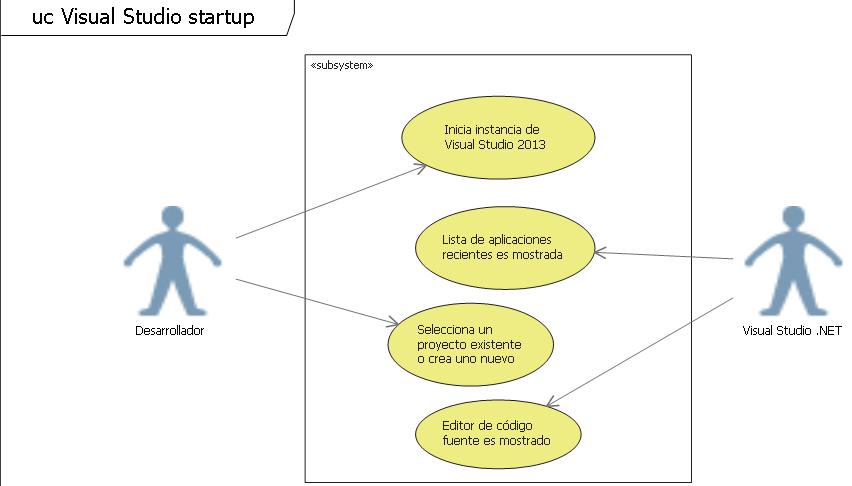 uc Visual Studio startup
«subsystem»
Inicia instancia de
Visual Studio 2013
Lista de aplicaciones
recientes es mostrada
Desarrollador
Visual Studio .NET
Selecciona un
proyecto existente
o crea uno nuevo
Editor de código
fuente es mostrado